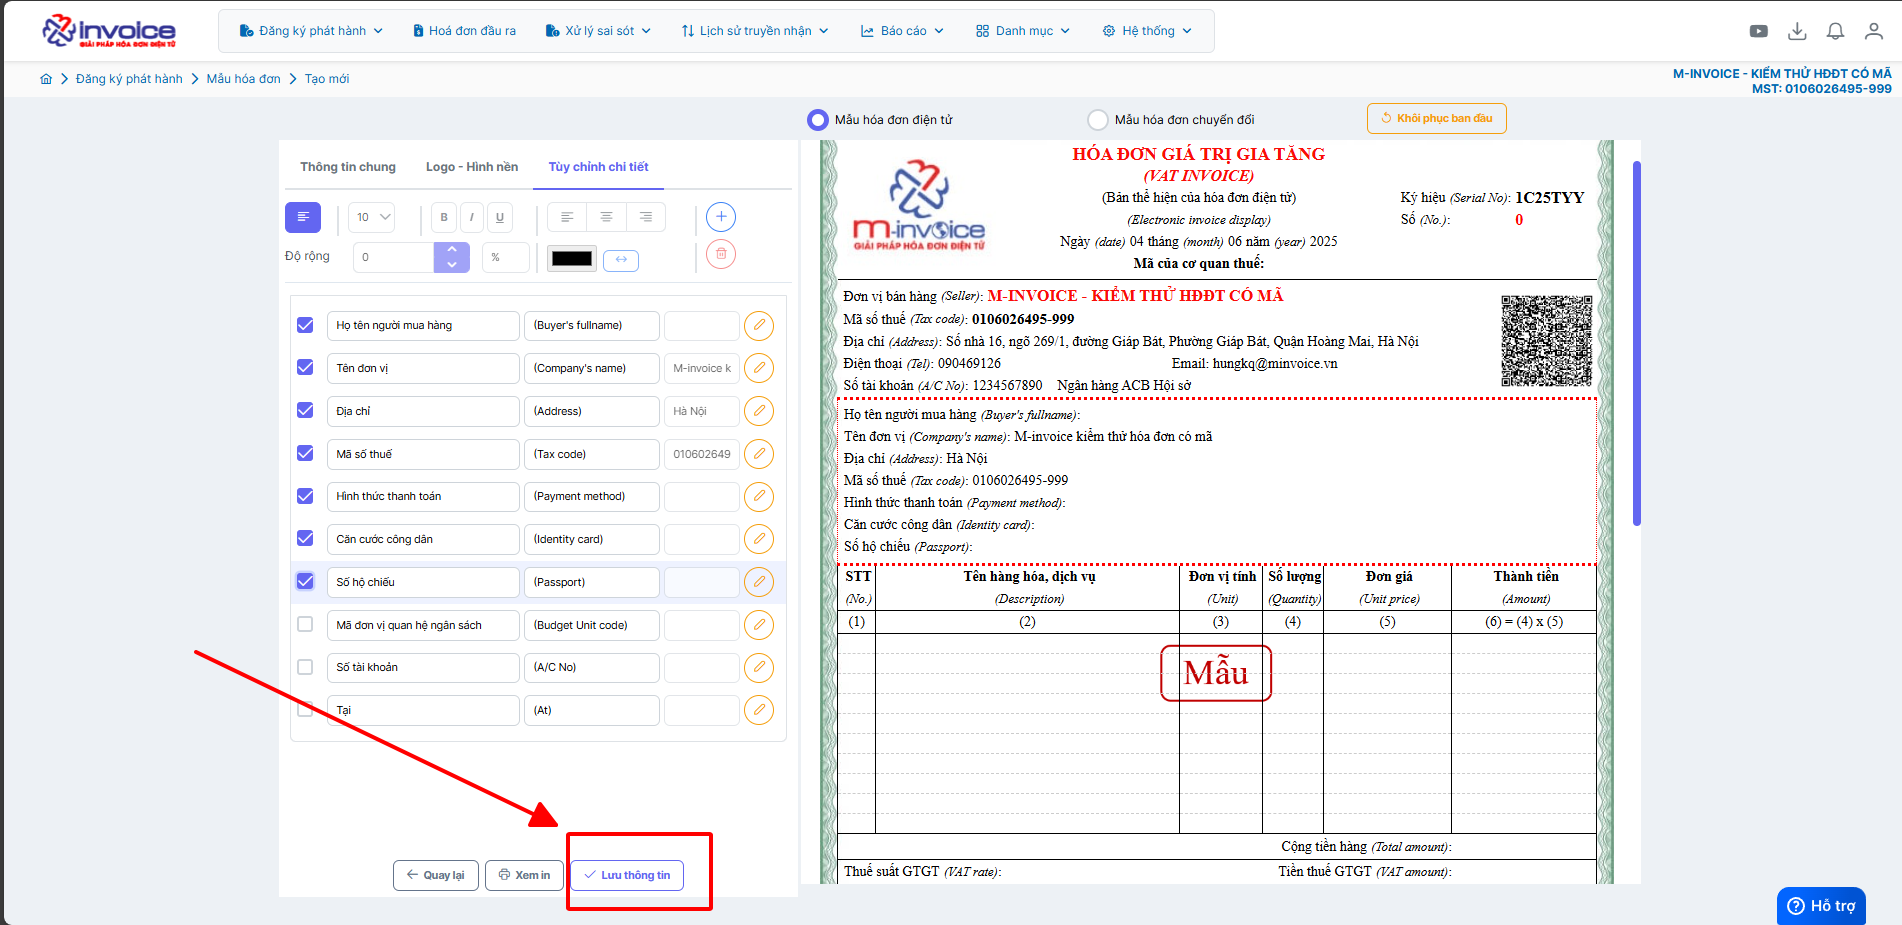 invoice
GIẢI PHÁP HÓA ĐƠN ĐIỆN TỬ
Đăng ký phát hành
Hoá đơn đầu ra
Xử lý sai sót
Lịch sử truyền nhận
Báo cáo
Danh mục
Hệ thống
Đăng ký phát hành
Mẫu hóa đơn
Tạo mới
M-INVOICE - KIỂM THỬ HĐĐT CÓ MÃ
MST: 0106026495-999
Mẫu hóa đơn điện tử
Mẫu hóa đơn chuyển đổi
Khôi phục ban đầu
Thông tin chung
Logo - Hình nền
Tùy chỉnh chi tiết
10
B
I
U
Độ rộng
0
%
Họ tên người mua hàng
(Buyer's fullname)
Tên đơn vị
(Company's name)
M-invoice k
Địa chỉ
(Address)
Hà Nội
Mã số thuế
(Tax code)
010602649
Hình thức thanh toán
(Payment method)
Căn cước công dân
(Identity card)
Số hộ chiếu
(Passport)
Mã đơn vị quan hệ ngân sách
(Budget Unit code)
Số tài khoản
(A/C No)
Tại
(At)
Quay lại
Xem in
Lưu thông tin
m-invoice
GIẢI PHÁP HÓA ĐƠN ĐIỆN TỬ
HÓA ĐƠN GIÁ TRỊ GIA TĂNG
(VAT INVOICE)
(Bản thể hiện của hóa đơn điện tử)
(Electronic invoice display)
Ngày (date) 04 tháng (month) 06 năm (year) 2025
Mã của cơ quan thuế:
Ký hiệu (Serial No): 1C25TYY
Số (No.): 0
Đơn vị bán hàng (Seller): M-INVOICE - KIỂM THỬ HĐĐT CÓ MÃ
Mã số thuế (Tax code): 0106026495-999
Địa chỉ (Address): Số nhà 16, ngõ 269/1, đường Giáp Bát, Phường Giáp Bát, Quận Hoàng Mai, Hà Nội
Điện thoại (Tel): 090469126 Email: hungkq@minvoice.vn
Số tài khoản (A/C No): 1234567890 Ngân hàng ACB Hội sở
Họ tên người mua hàng (Buyer's fullname):
Tên đơn vị (Company's name): M-invoice kiểm thử hóa đơn có mã
Địa chỉ (Address): Hà Nội
Mã số thuế (Tax code): 0106026495-999
Hình thức thanh toán (Payment method):
Căn cước công dân (Identity card):
Số hộ chiếu (Passport):
STT Tên hàng hóa, dịch vụ Đơn vị tính Số lượng Đơn giá Thành tiền
(No.) (Description) (Unit) (Quantity) (Unit price) (Amount)
(1) (2) (3) (4) (5) (6) = (4) x (5)
Mẫu
Cộng tiền hàng (Total amount):
Thuế suất GTGT (VAT rate): Tiền thuế GTGT (VAT amount):
Hỗ trợ